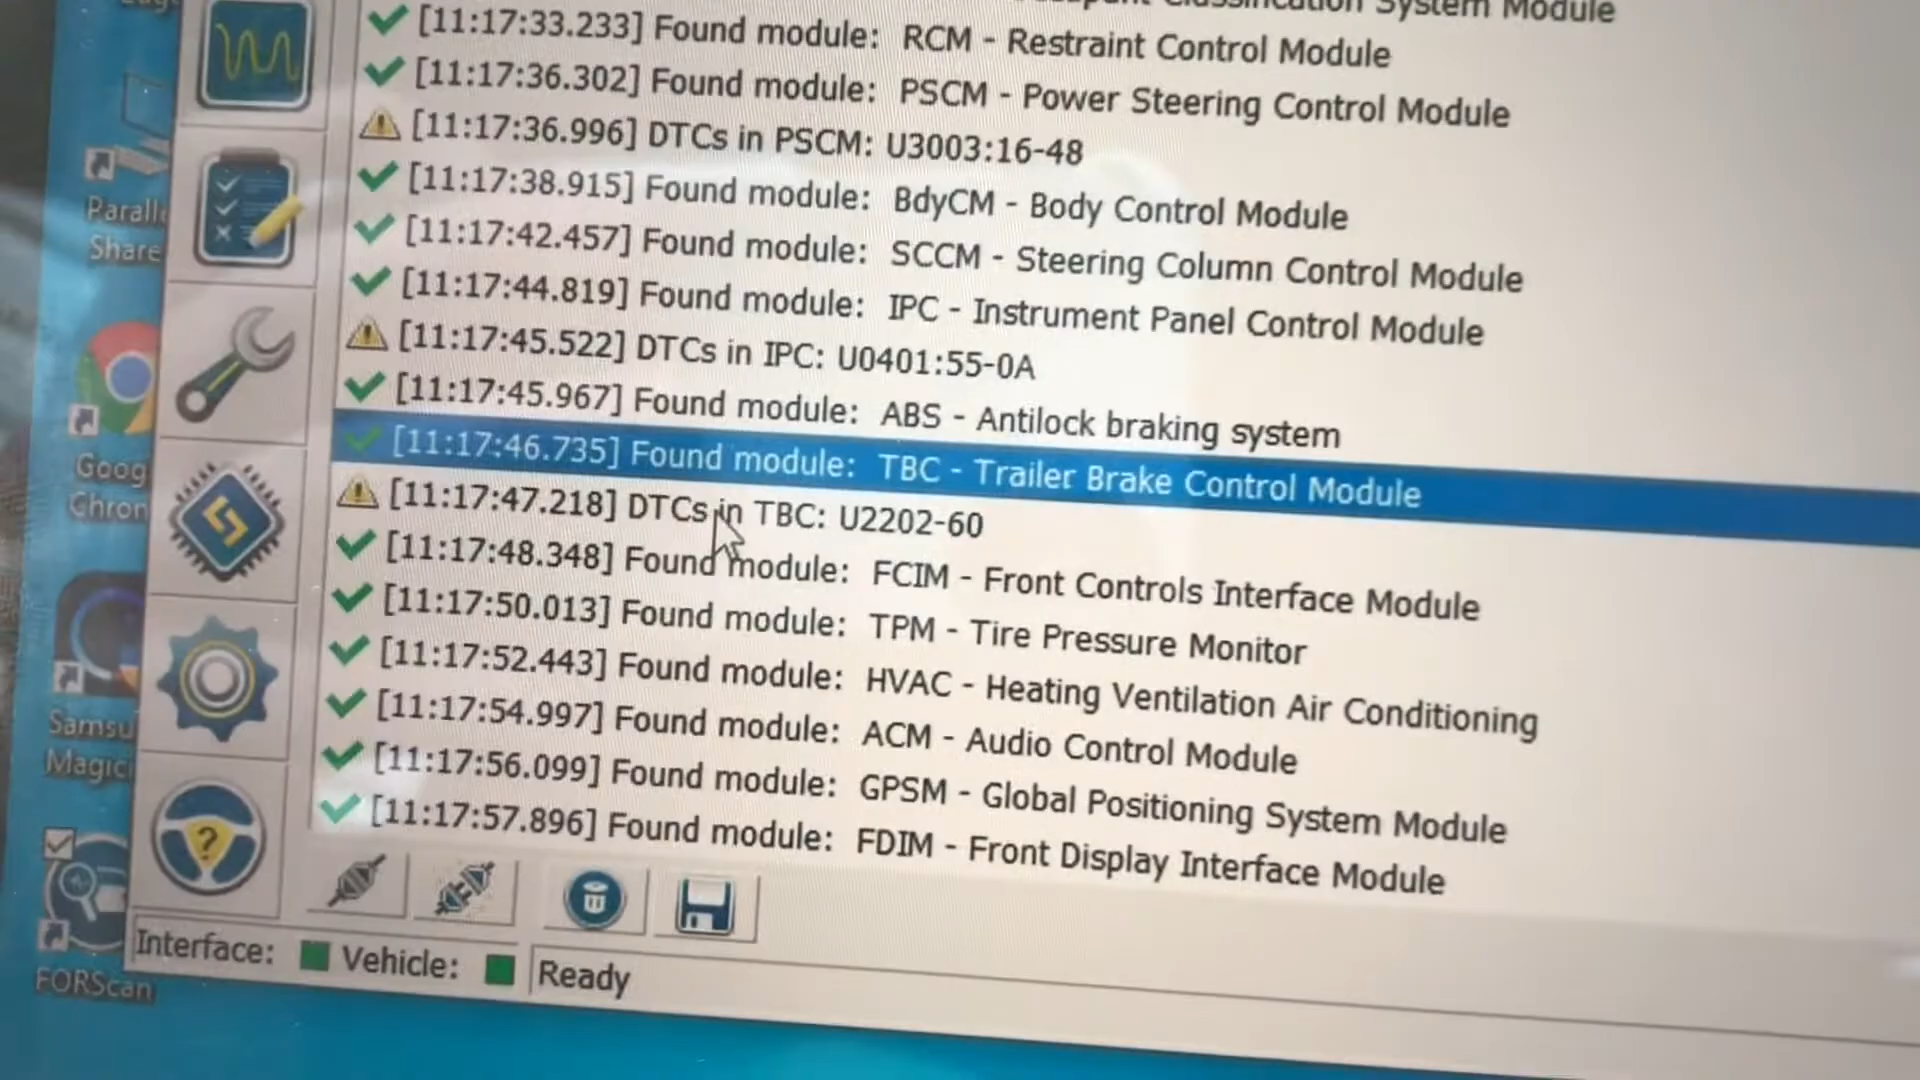 Classification System Module
[11:17:33.233] Found module: RCM - Restraint Control Module
[11:17:36.302] Found module: PSCM - Power Steering Control Module
[11:17:36.996] DTCs in PSCM: U3003:16-48
[11:17:38.915] Found module: BdyCM - Body Control Module
[11:17:42.457] Found module: SCCM - Steering Column Control Module
[11:17:44.819] Found module: IPC - Instrument Panel Control Module
[11:17:45.522] DTCs in IPC: U0401:55-0A
[11:17:45.967] Found module: ABS - Antilock braking system
[11:17:46.735] Found module: TBC - Trailer Brake Control Module
[11:17:47.218] DTCs in TBC: U2202-60
[11:17:48.348] Found module: FCIM - Front Controls Interface Module
[11:17:50.013] Found module: TPM - Tire Pressure Monitor
[11:17:52.443] Found module: HVAC - Heating Ventilation Air Conditioning
[11:17:54.997] Found module: ACM - Audio Control Module
[11:17:56.099] Found module: GPSM - Global Positioning System Module
[11:17:57.896] Found module: FDIM - Front Display Interface Module
Interface: Vehicle: Ready
Parall
Share
Goog
Chron
Samsu
Magici
FORScan
?